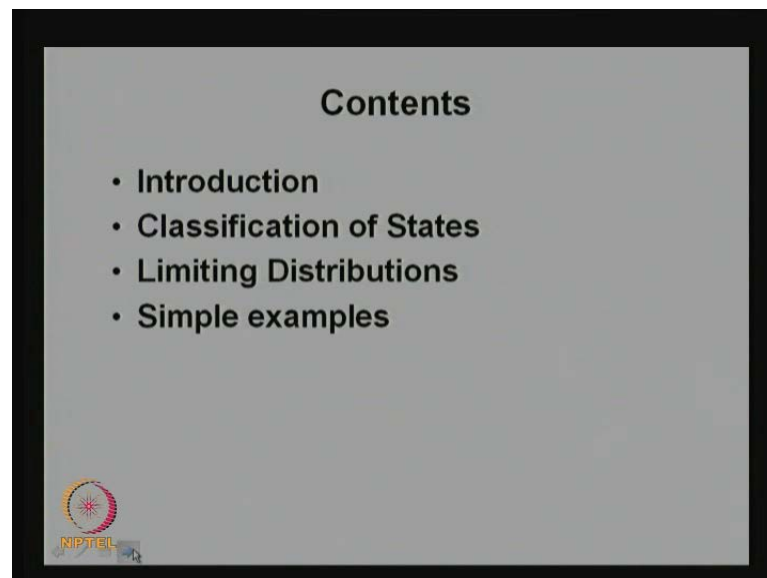 Contents
• Introduction
• Classification of States
• Limiting Distributions
• Simple examples
NPTEL